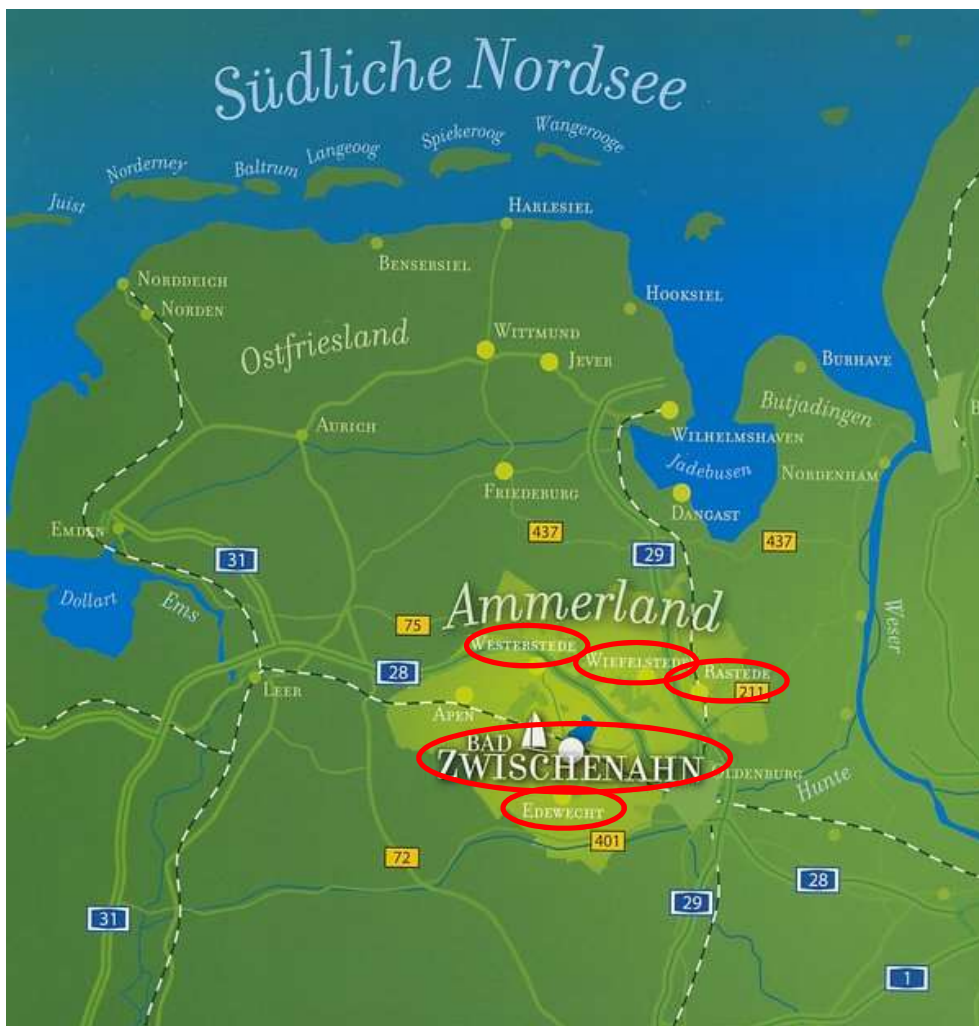 Südliche Nordsee
Wangerooge
Spiekeroog
Langeoog
Baltrum
Norderney
Juist
HARLESIEL
BENSERSIEL
NORDDEICH
NORDEN
HOOKSIEL
Ostfriesland
WITTMUND
JEVER
BURHAVE
Butjadingen
AURICH
WILHELMSHAVEN
Jadebusen
NORDENHAM
FRIEDEBURG
DANGAST
EMDEN
437
437
31
29
Dollart
Ems
Ammerland
Weser
75
WESTERSTEDE
WIEFELSTEDE
RASTEDE
28
211
LEER
APEN
BAD
ZWISCHENAHN
OLDENBURG
Hunte
EDEWECHT
401
72
28
29
31
1